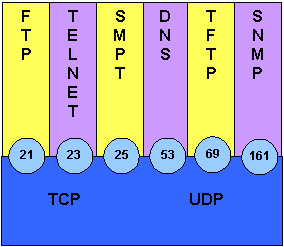 FTP
TELNET
SMPT
DNS
TFTP
SNMP
21 23 25 53 69 161
TCP UDP